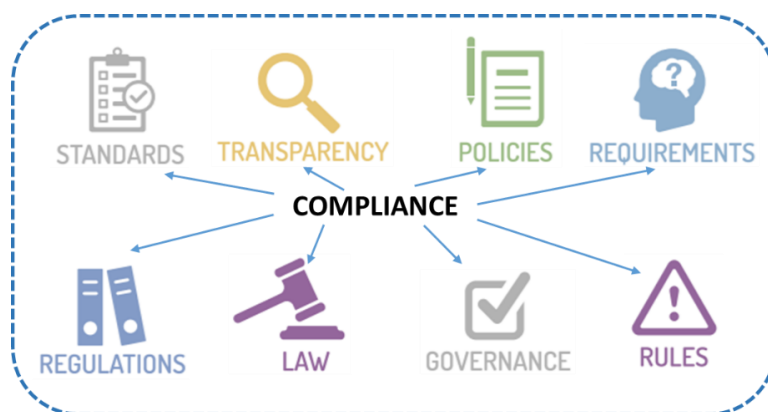 STANDARDS
TRANSPARENCY
POLICIES
REQUIREMENTS
COMPLIANCE
REGULATIONS
LAW
GOVERNANCE
RULES